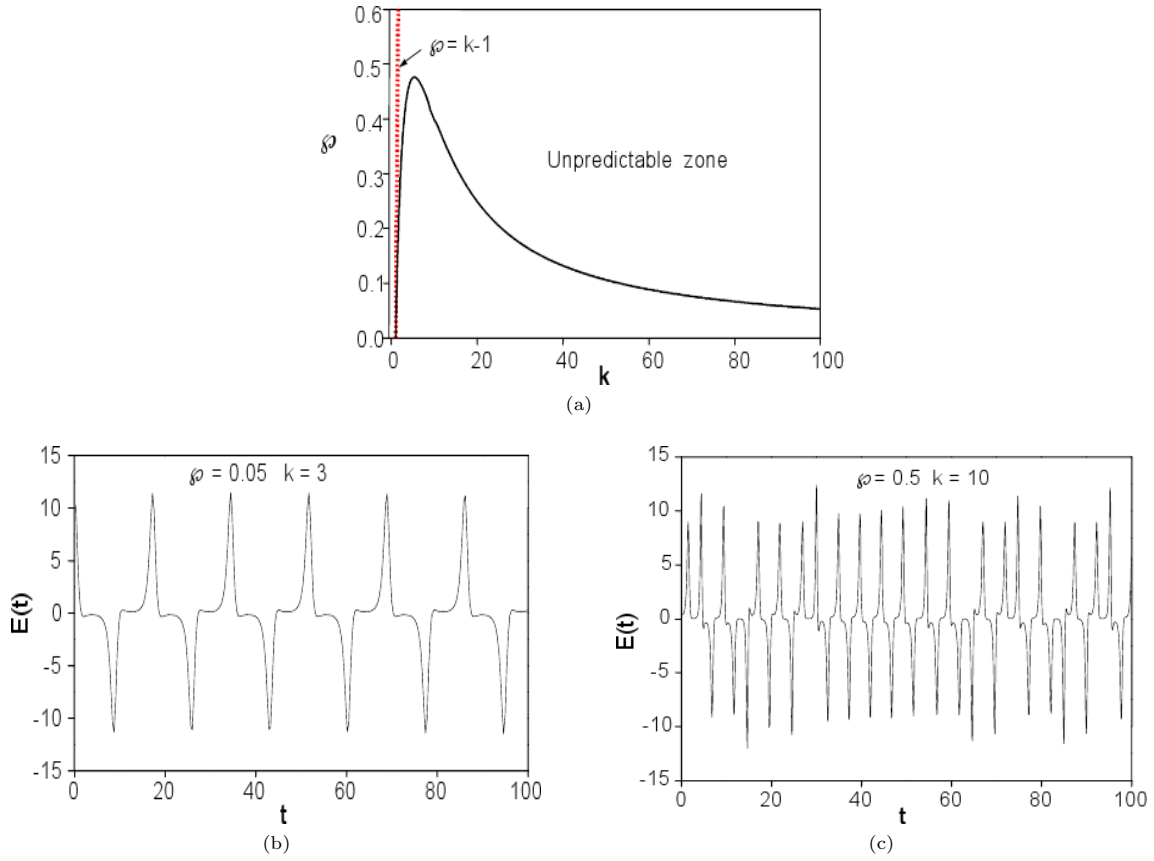 0.6
℘ = k-1
0.5
0.4
℘
Unpredictable zone
0.3
0.2
0.1
0.0
0 20 40 60 80 100
k
(a)
15
℘ = 0.05 k = 3
10
5
E(t)
0
-5
-10
-15
0 20 40 60 80 100
t
(b)
15
℘ = 0.5 k = 10
10
5
E(t)
0
-5
-10
-15
0 20 40 60 80 100
t
(c)